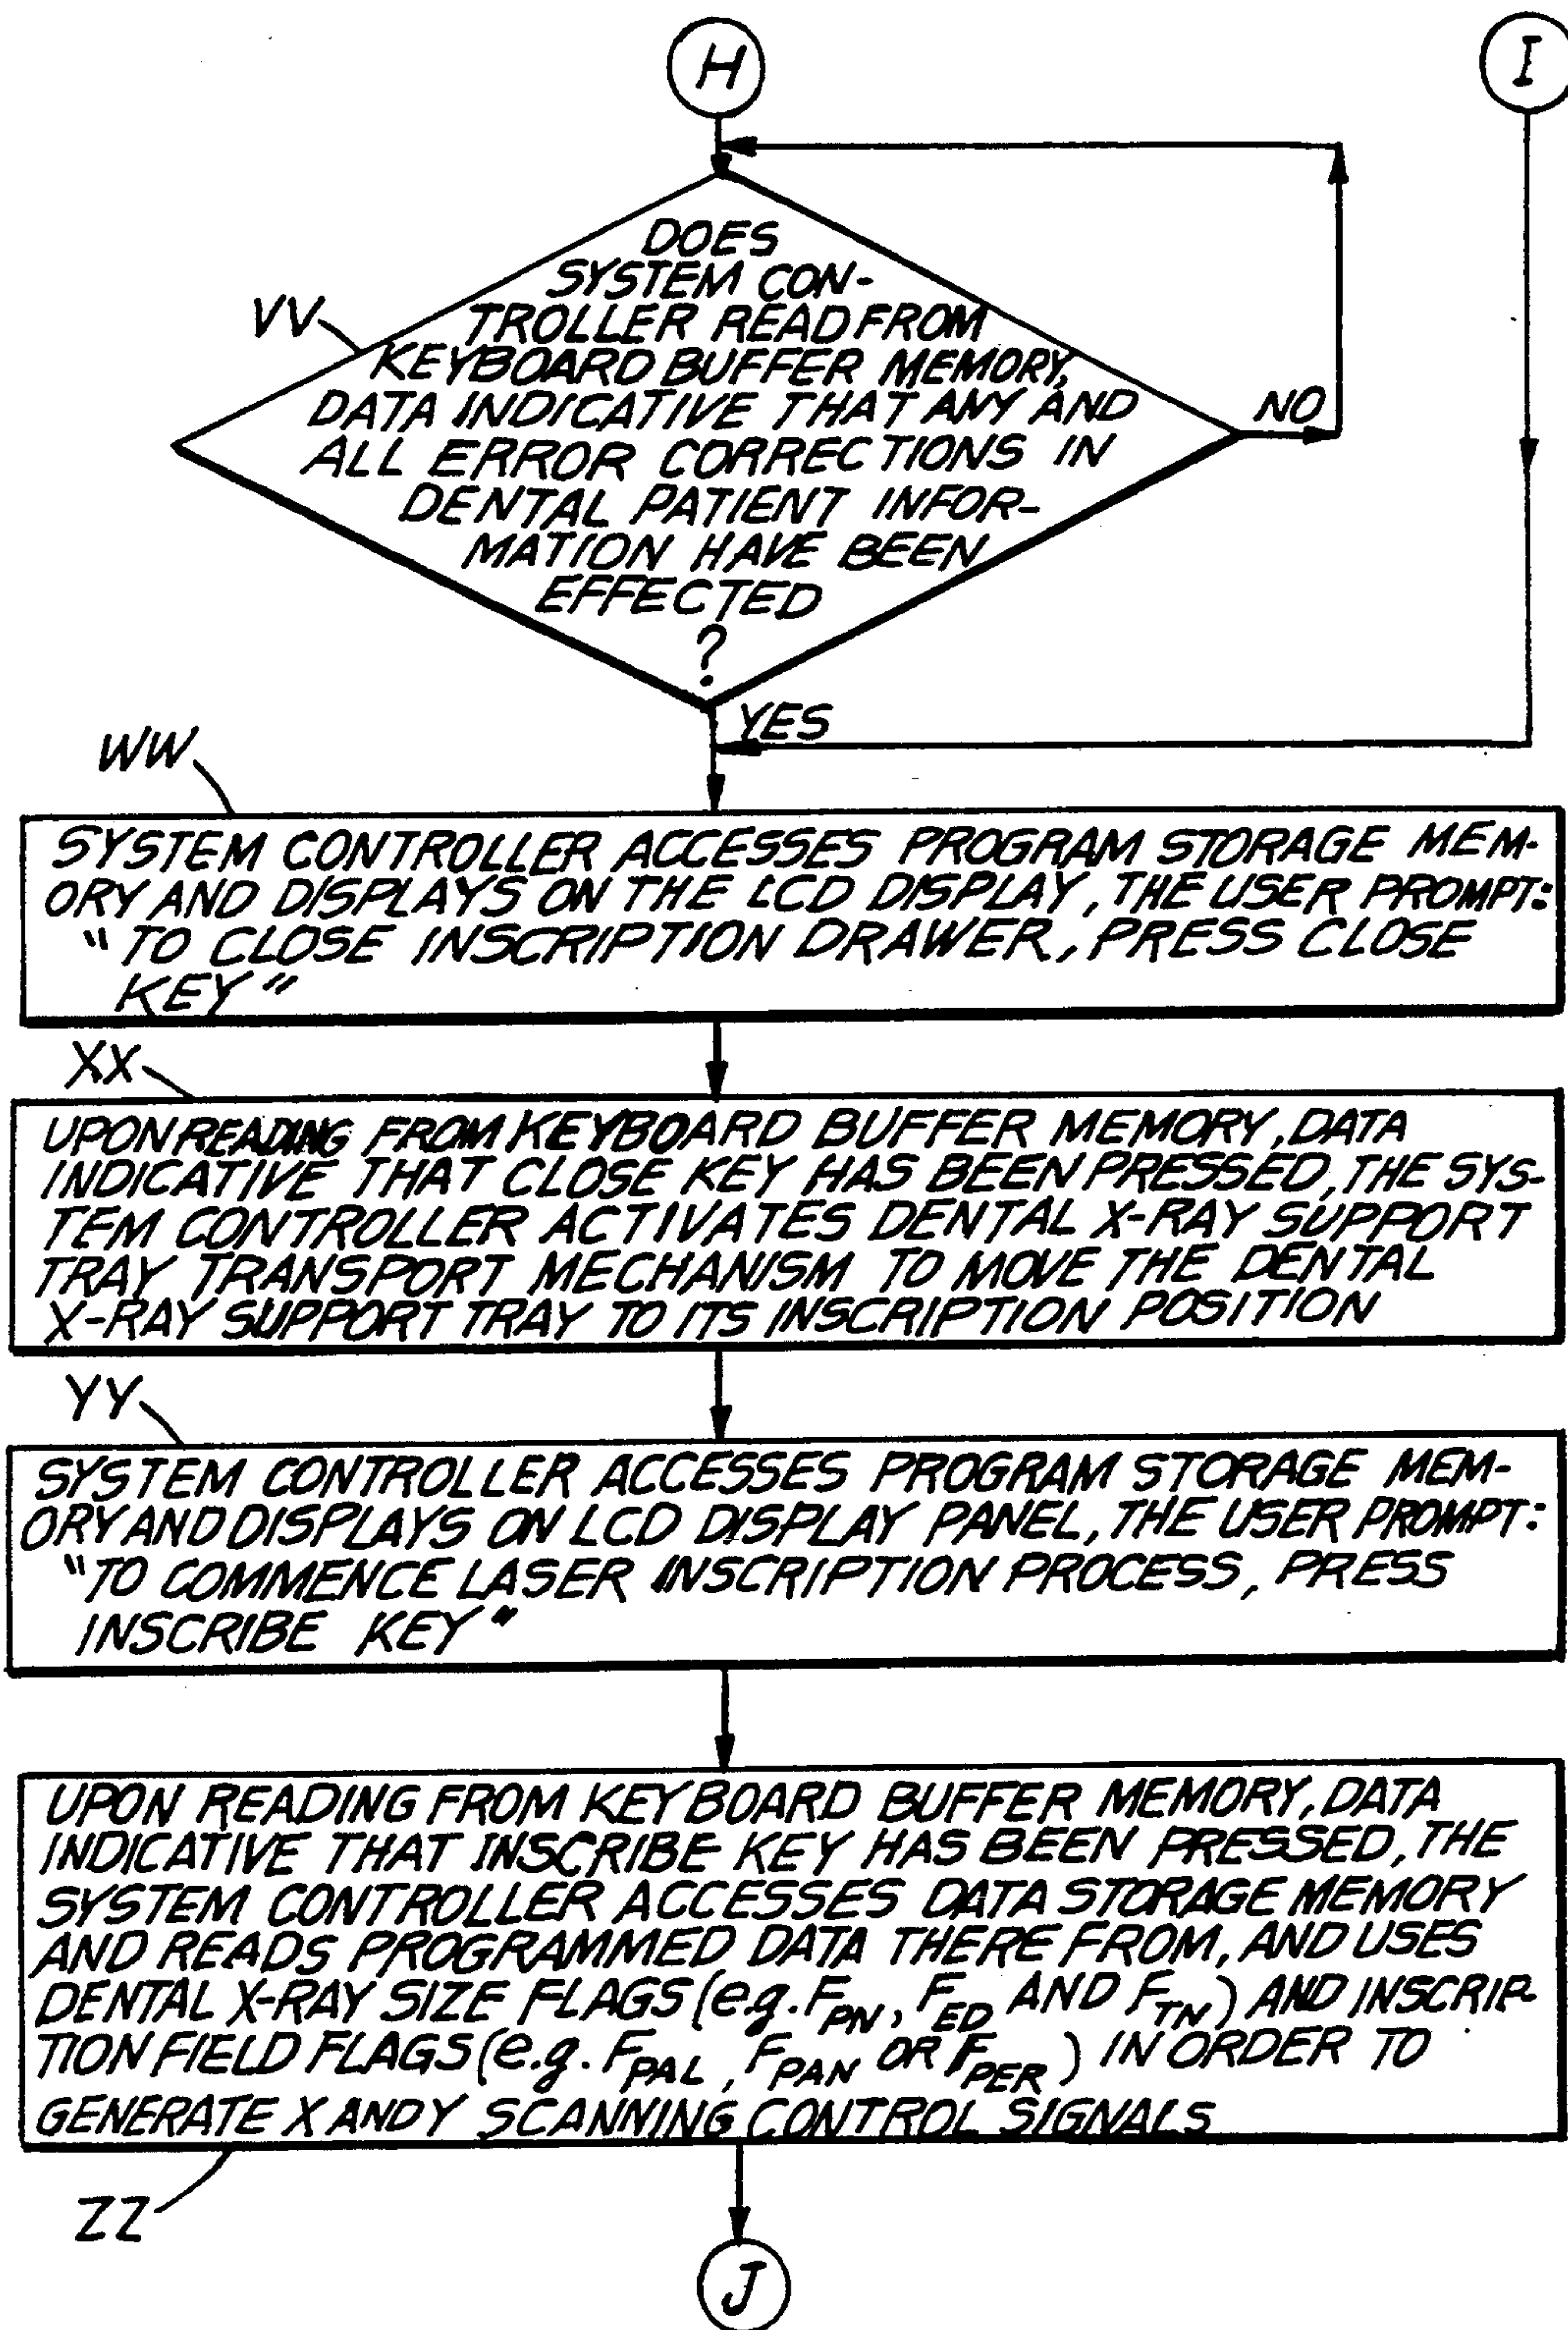 H
I
VV
DOES
SYSTEM CON-
TROLLER READ FROM
KEYBOARD BUFFER MEMORY,
DATA INDICATIVE THAT ANY AND
ALL ERROR CORRECTIONS IN
DENTAL PATIENT INFOR-
MATION HAVE BEEN
EFFECTED
?
NO
YES
WW
SYSTEM CONTROLLER ACCESSES PROGRAM STORAGE MEM-
ORY AND DISPLAYS ON THE LCD DISPLAY, THE USER PROMPT:
"TO CLOSE INSCRIPTION DRAWER, PRESS CLOSE
KEY"
XX
UPON READING FROM KEYBOARD BUFFER MEMORY, DATA
INDICATIVE THAT CLOSE KEY HAS BEEN PRESSED, THE SYS-
TEM CONTROLLER ACTIVATES DENTAL X-RAY SUPPORT
TRAY TRANSPORT MECHANISM TO MOVE THE DENTAL
X-RAY SUPPORT TRAY TO ITS INSCRIPTION POSITION
YY
SYSTEM CONTROLLER ACCESSES PROGRAM STORAGE MEM-
ORY AND DISPLAYS ON LCD DISPLAY PANEL, THE USER PROMPT:
"TO COMMENCE LASER INSCRIPTION PROCESS, PRESS
INSCRIBE KEY"
UPON READING FROM KEYBOARD BUFFER MEMORY, DATA
INDICATIVE THAT INSCRIBE KEY HAS BEEN PRESSED, THE
SYSTEM CONTROLLER ACCESSES DATA STORAGE MEMORY
AND READS PROGRAMMED DATA THERE FROM, AND USES
DENTAL X-RAY SIZE FLAGS (e.g. F_PN, F_ED AND F_TN) AND INSCRIP-
TION FIELD FLAGS (e.g. F_PAL, F_PAN OR F_PER) IN ORDER TO
GENERATE X AND Y SCANNING CONTROL SIGNALS
ZZ
J